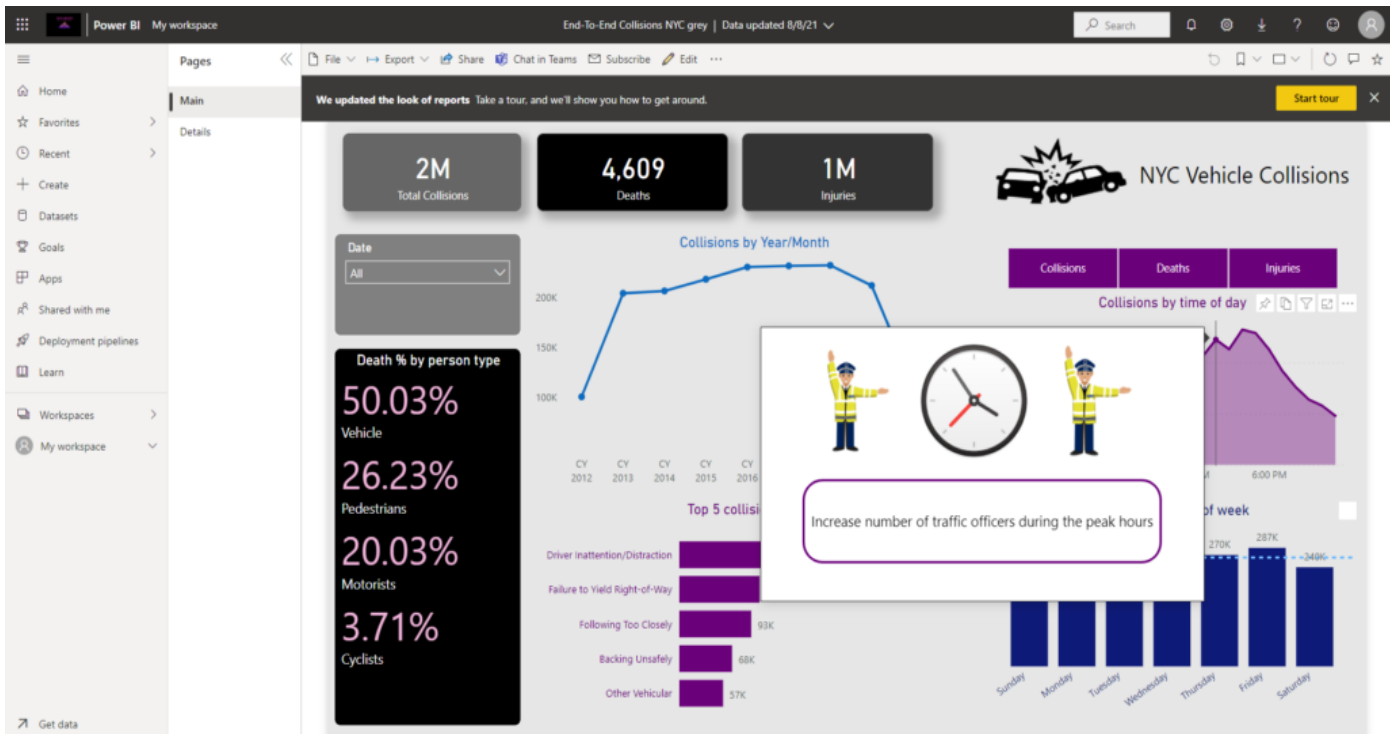 Power BI My workspace
End-To-End Collisions NYC grey | Data updated 8/8/21
Search
Home
Favorites
Recent
Create
Datasets
Goals
Apps
Shared with me
Deployment pipelines
Learn
Workspaces
My workspace
Get data
Pages
Main
Details
File Export Share Chat in Teams Subscribe Edit
We updated the look of reports Take a tour, and we'll show you how to get around.
Start tour
2M
Total Collisions
4,609
Deaths
1M
Injuries
NYC Vehicle Collisions
Date
All
Death % by person type
50.03%
Vehicle
26.23%
Pedestrians
20.03%
Motorists
3.71%
Cyclists
Collisions by Year/Month
200K
150K
100K
CY CY CY CY CY
2012 2013 2014 2015 2016
Collisions Deaths Injuries
Collisions by time of day
6:00 PM
Increase number of traffic officers during the peak hours
Top 5 collisi
Driver Inattention/Distraction
Failure to Yield Right-of-Way
Following Too Closely 93K
Backing Unsafely 68K
Other Vehicular 57K
of week
270K 287K 249K
Sunday Monday Tuesday Wednesday Thursday Friday Saturday